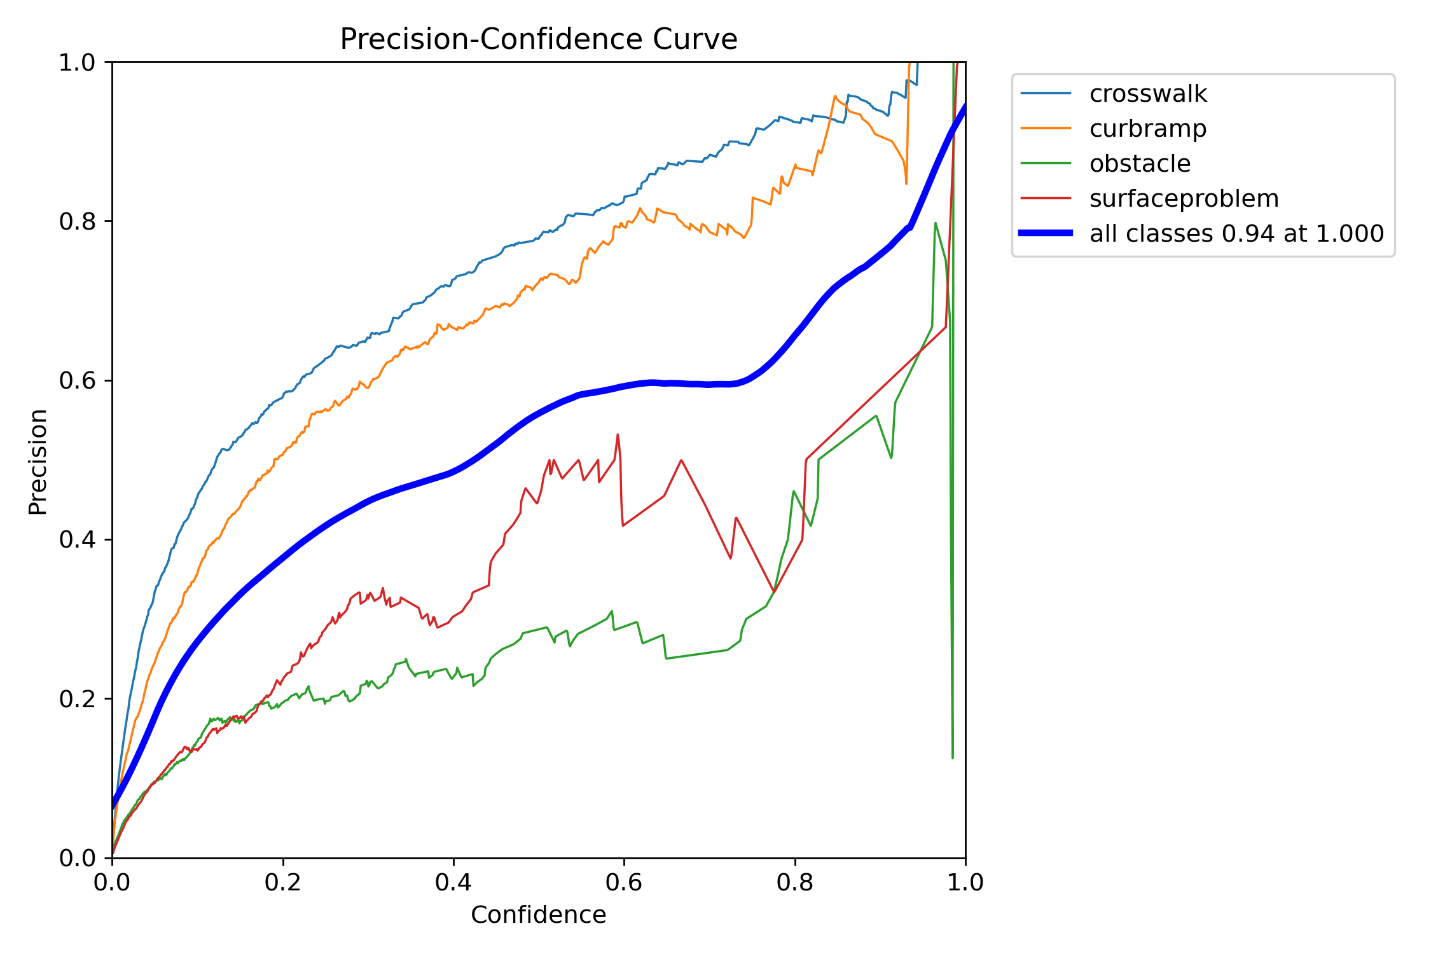 Precision-Confidence Curve
1.0
0.8
0.6
0.4
0.2
0.0
Precision
0.0 0.2 0.4 0.6 0.8 1.0
Confidence
crosswalk
curbramp
obstacle
surfaceproblem
all classes 0.94 at 1.000